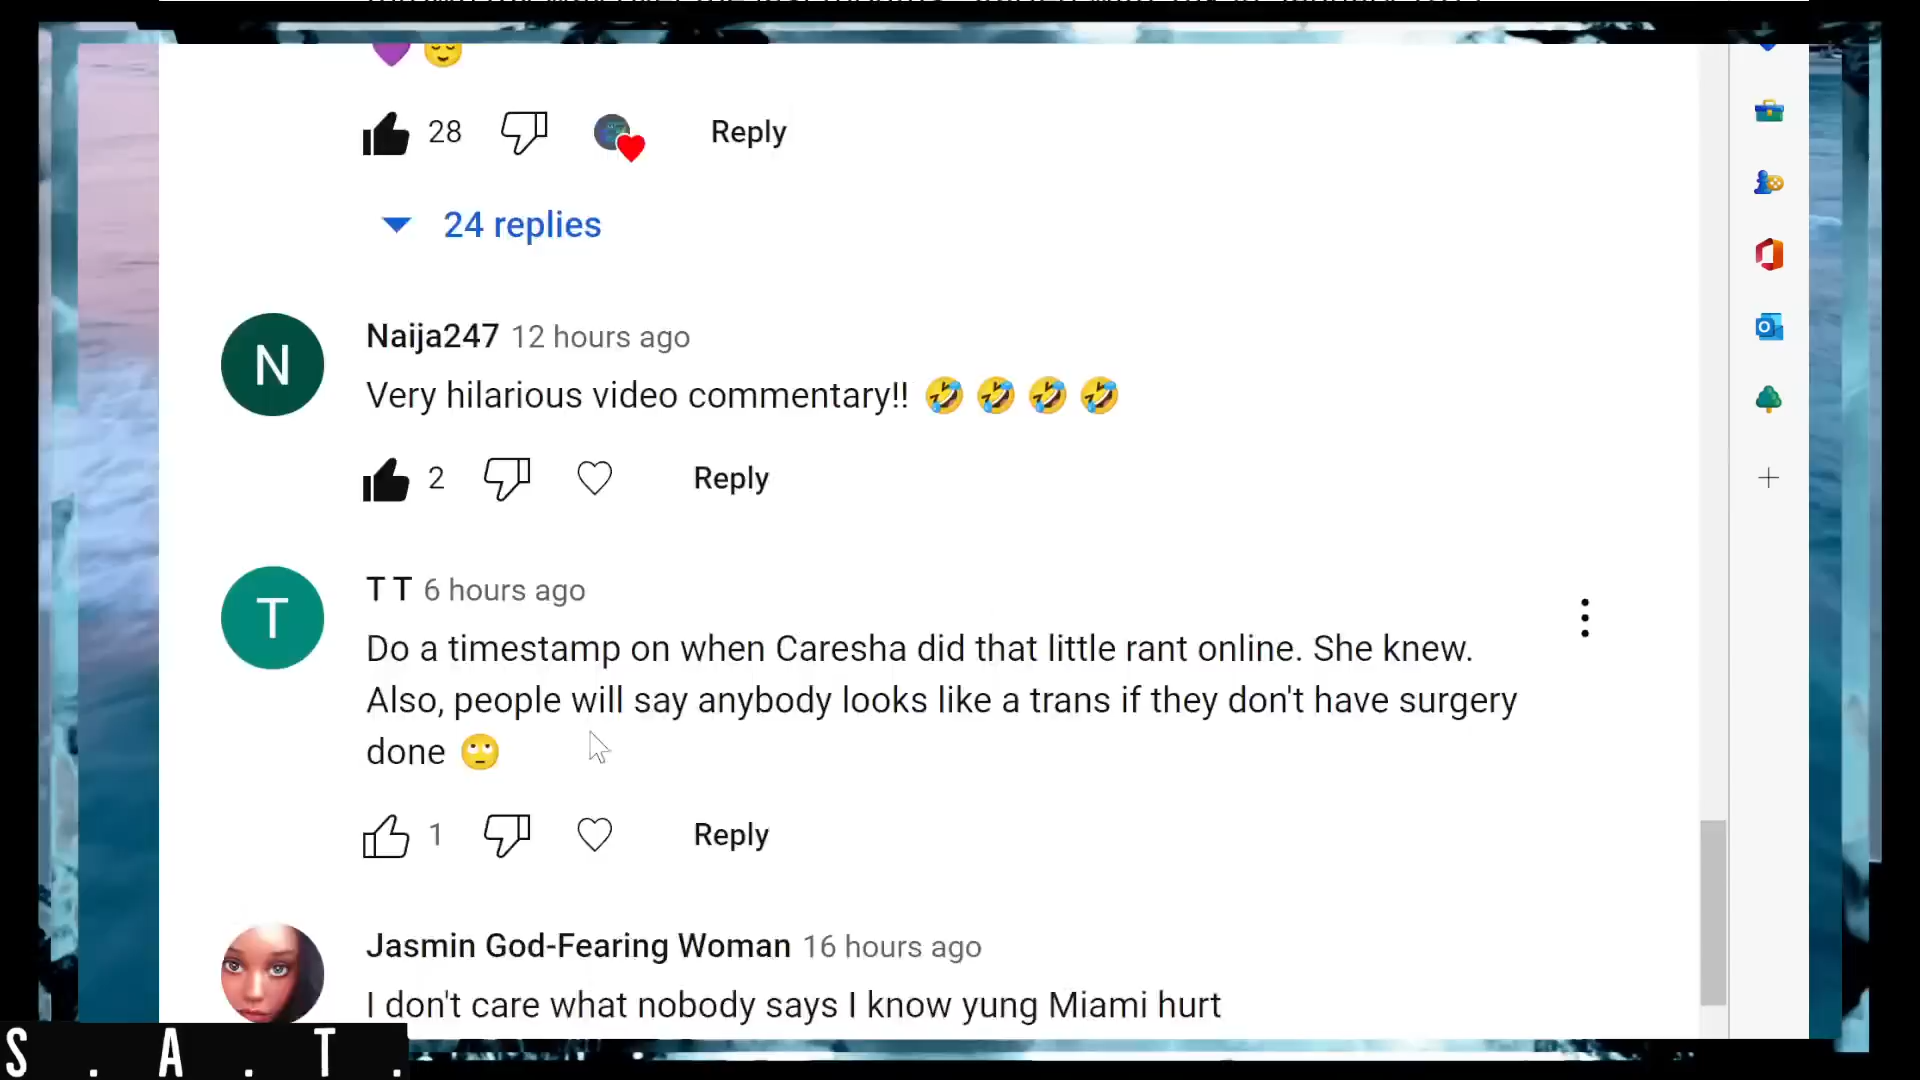 28 Reply
24 replies
N
Naija247 12 hours ago
Very hilarious video commentary!! 🤣 🤣 🤣 🤣
2 Reply
T
T T 6 hours ago
Do a timestamp on when Caresha did that little rant online. She knew.
Also, people will say anybody looks like a trans if they don't have surgery
done 🙄
1 Reply
Jasmin God-Fearing Woman 16 hours ago
I don't care what nobody says I know yung Miami hurt
S . A . T .